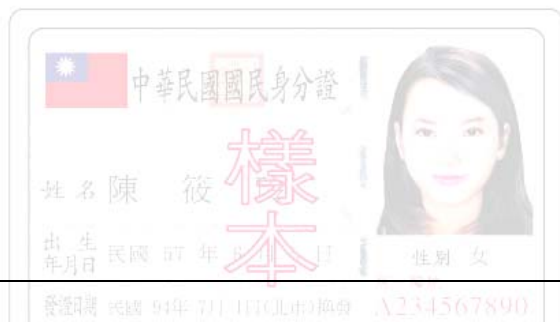 中華民國國民身分證
樣本
姓名 陳 筱
出生年月日 民國 57 年 6 日
性別 女
發證日期 民國 94年 7月 1日(北市)換發
A234567890